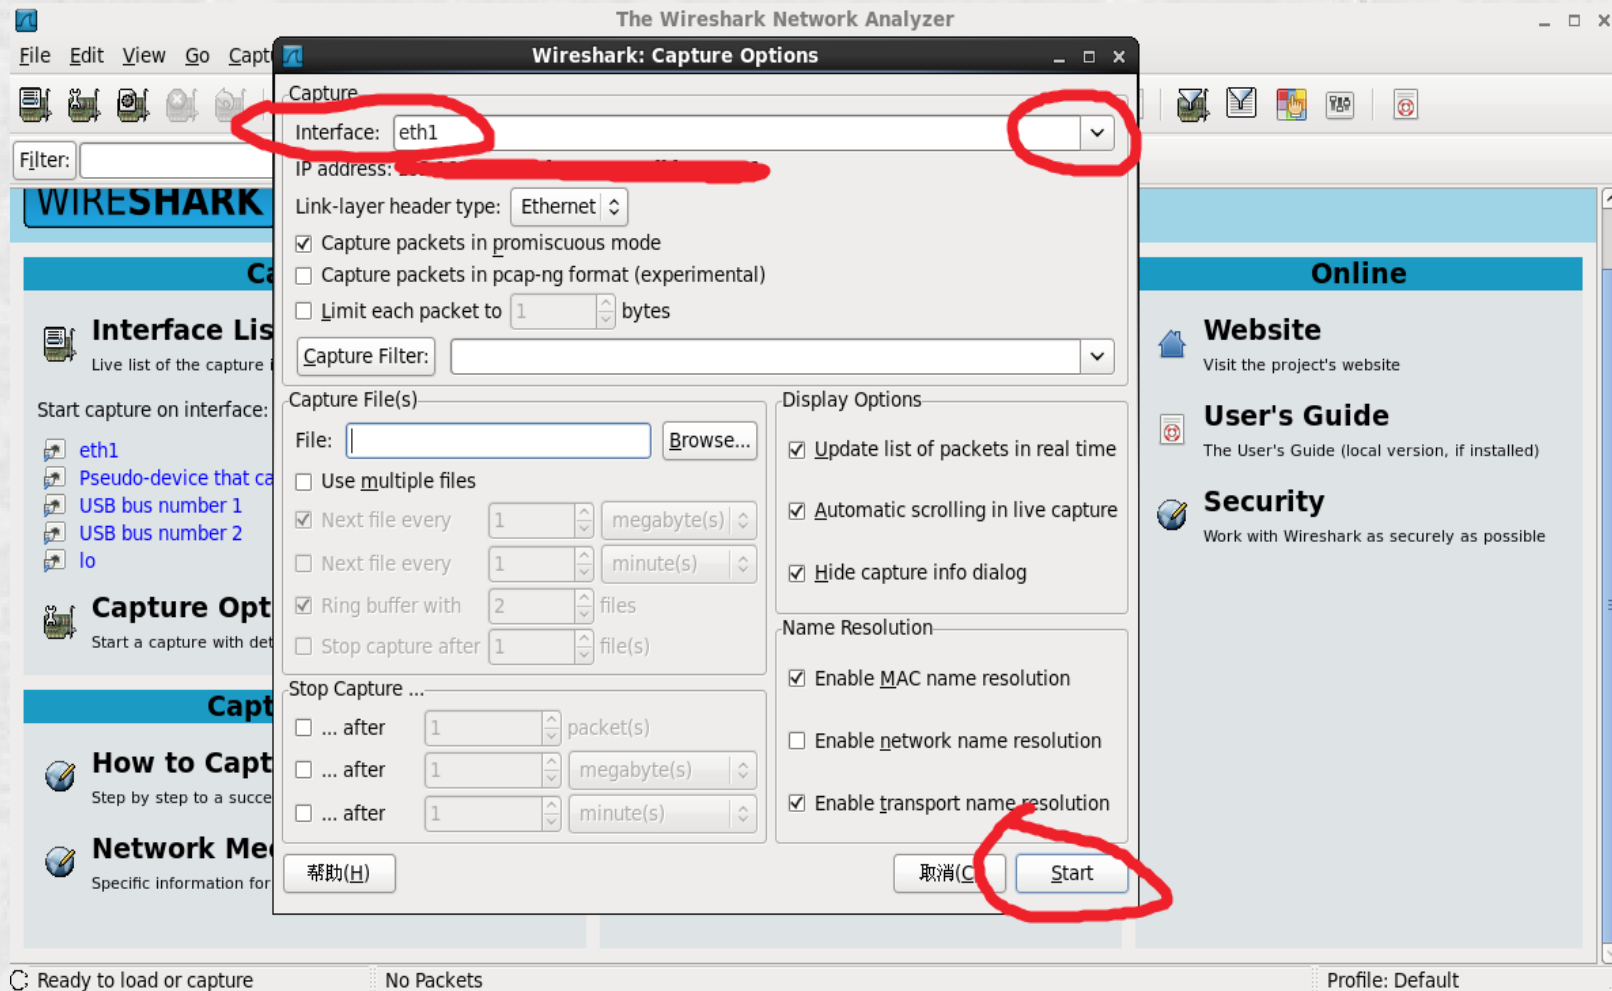 The Wireshark Network Analyzer
File Edit View Go
Wireshark: Capture Options
Capture
Interface: eth1
Filter:
IP address:
Link-layer header type: Ethernet
Capture packets in promiscuous mode
Capture packets in pcap-ng format (experimental)
Limit each packet to 1 bytes
Capture Filter:
WIRESHARK
Online
Interface Lis
Live list of the capture
Start capture on interface:
eth1
Pseudo-device that ca
USB bus number 1
USB bus number 2
lo
Capture Opt
Start a capture with det
Capt
How to Capt
Step by step to a succe
Network Me
Specific information for
Capture File(s)
File: Browse...
Use multiple files
Next file every 1 megabyte(s)
Next file every 1 minute(s)
Ring buffer with 2 files
Stop capture after 1 file(s)
Stop Capture ...
... after 1 packet(s)
... after 1 megabyte(s)
... after 1 minute(s)
Display Options
Update list of packets in real time
Automatic scrolling in live capture
Hide capture info dialog
Name Resolution
Enable MAC name resolution
Enable network name resolution
Enable transport name resolution
帮助(H) 取消(C Start
Website
Visit the project's website
User's Guide
The User's Guide (local version, if installed)
Security
Work with Wireshark as securely as possible
Ready to load or capture No Packets Profile: Default